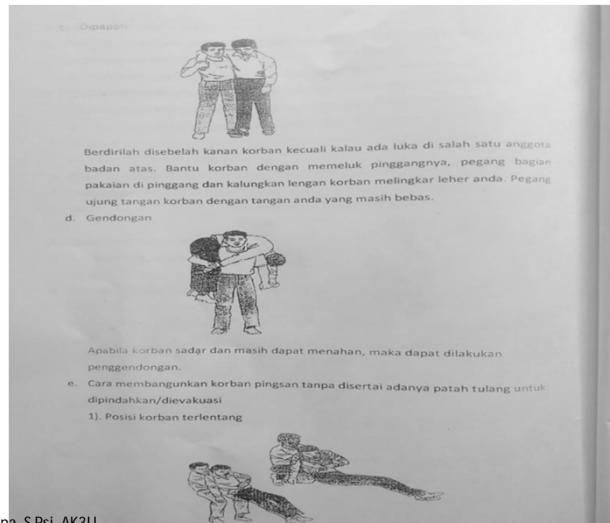 c. Dipapah
Berdirilah disebelah kanan korban kecuali kalau ada luka di salah satu anggota
badan atas. Bantu korban dengan memeluk pinggangnya, pegang bagian
pakaian di pinggang dan kalungkan lengan korban melingkar leher anda. Pegang
ujung tangan korban dengan tangan anda yang masih bebas.
d. Gendongan
Apabila korban sadar dan masih dapat menahan, maka dapat dilakukan
penggendongan.
e. Cara membangunkan korban pingsan tanpa disertai adanya patah tulang untuk
dipindahkan/dievakuasi
1). Posisi korban terlentang
S.Psi, AK3U